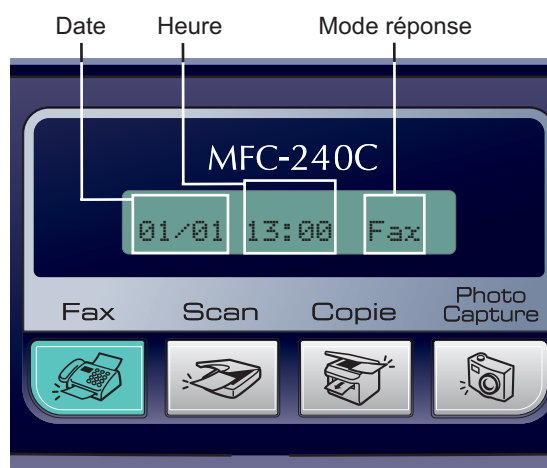 Date Heure Mode réponse
MFC-240C
01/01 13:00 Fax
Fax Scan Copie Photo Capture